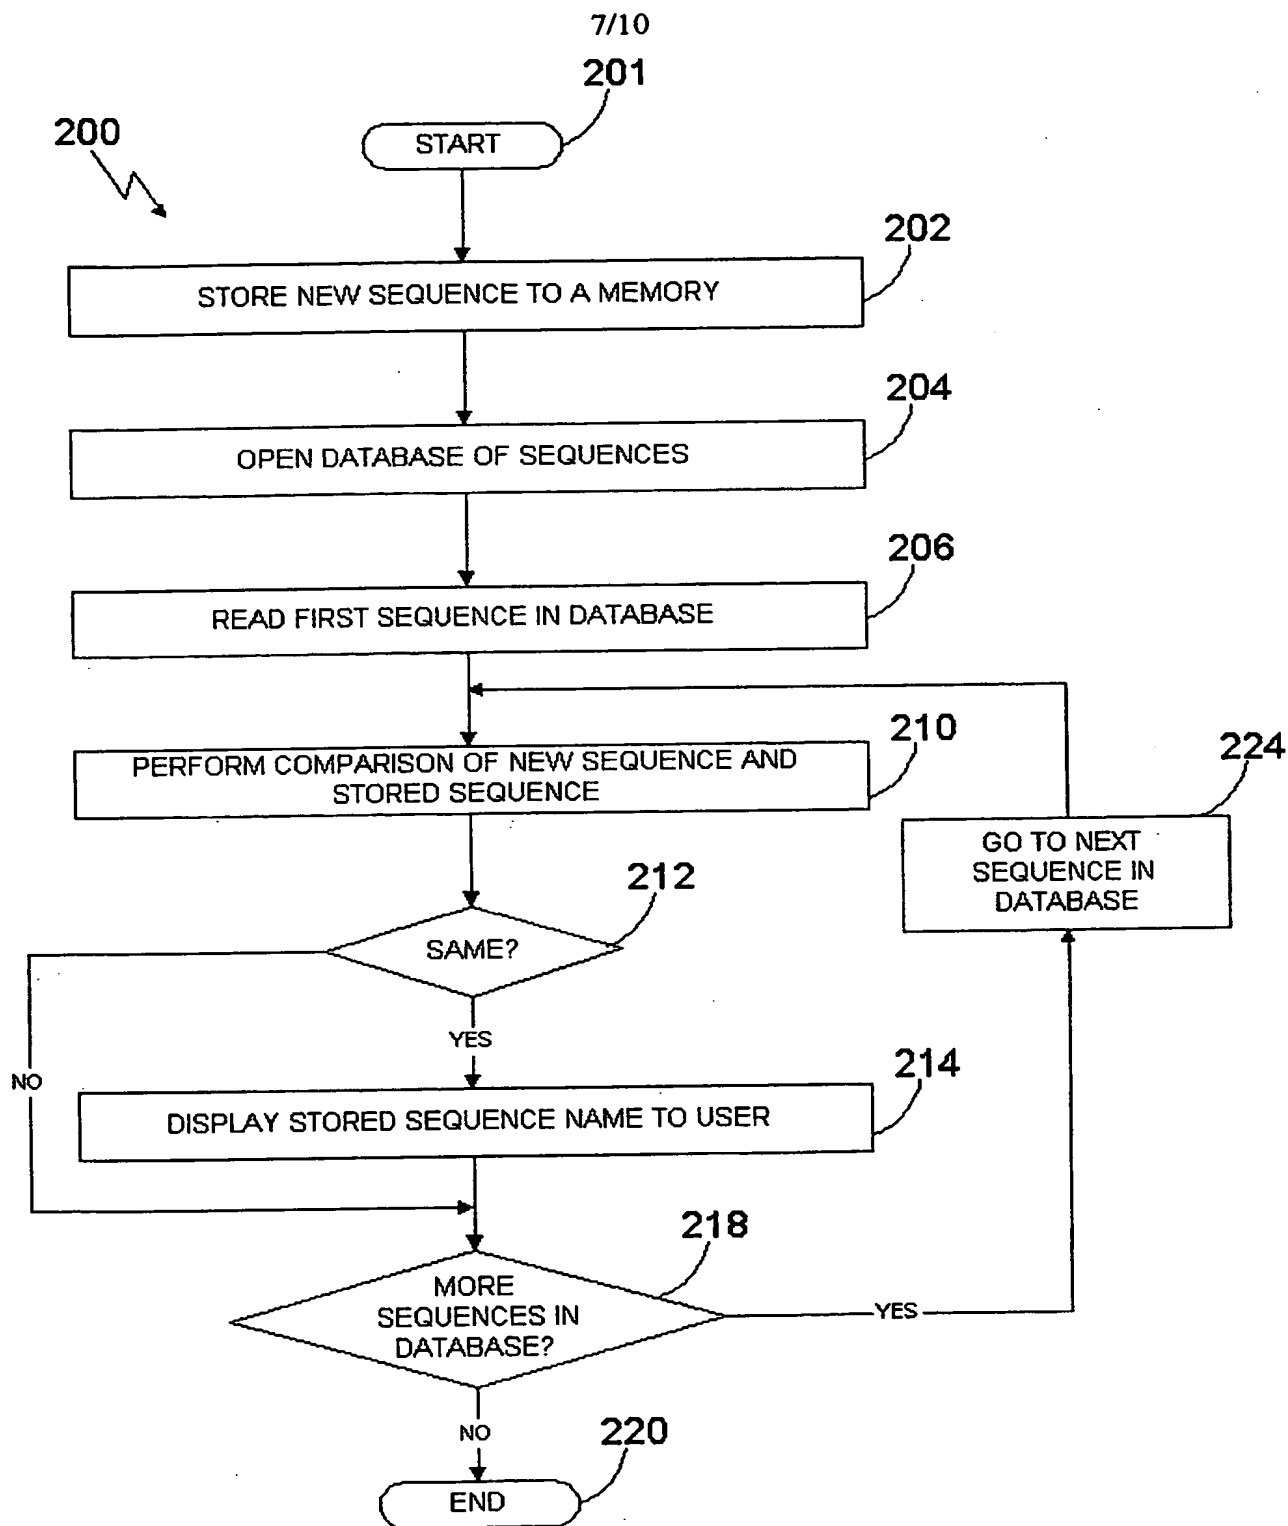 7/10
201
200
START
202
STORE NEW SEQUENCE TO A MEMORY
204
OPEN DATABASE OF SEQUENCES
206
READ FIRST SEQUENCE IN DATABASE
210
PERFORM COMPARISON OF NEW SEQUENCE AND
STORED SEQUENCE
224
GO TO NEXT
SEQUENCE IN
DATABASE
212
SAME?
YES
NO
214
DISPLAY STORED SEQUENCE NAME TO USER
218
MORE
SEQUENCES IN
DATABASE?
YES
NO
220
END